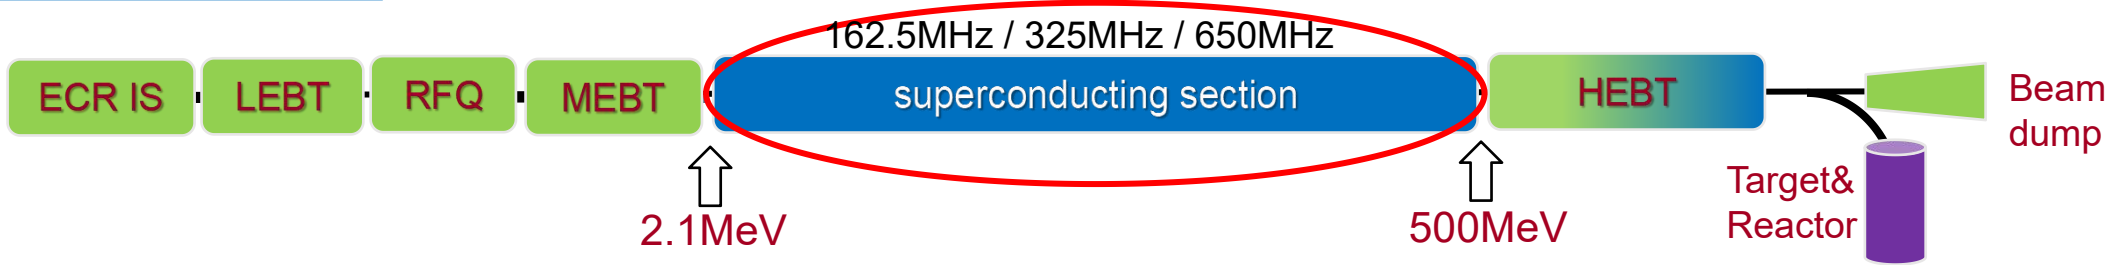 162.5MHz / 325MHz / 650MHz
ECR IS
LEBT
RFQ
MEBT
superconducting section
HEBT
Beam
dump
Target&
Reactor
2.1MeV
500MeV